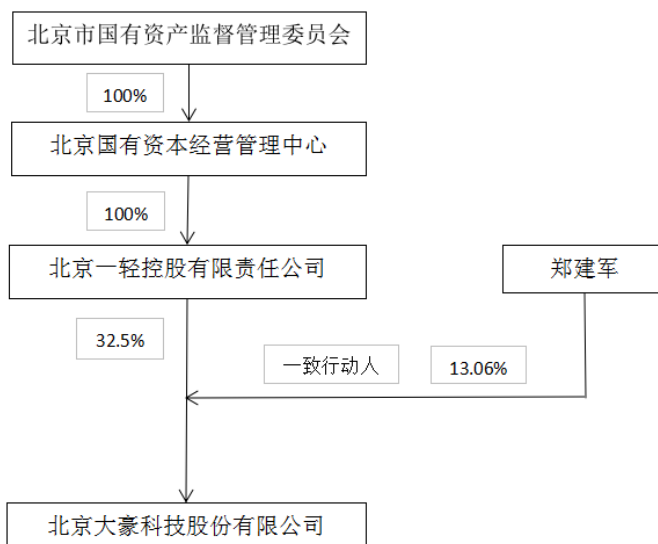 北京市国有资产监督管理委员会
100%
北京国有资本经营管理中心
100%
北京一轻控股有限责任公司
郑建军
32.5%
一致行动人
13.06%
北京大豪科技股份有限公司